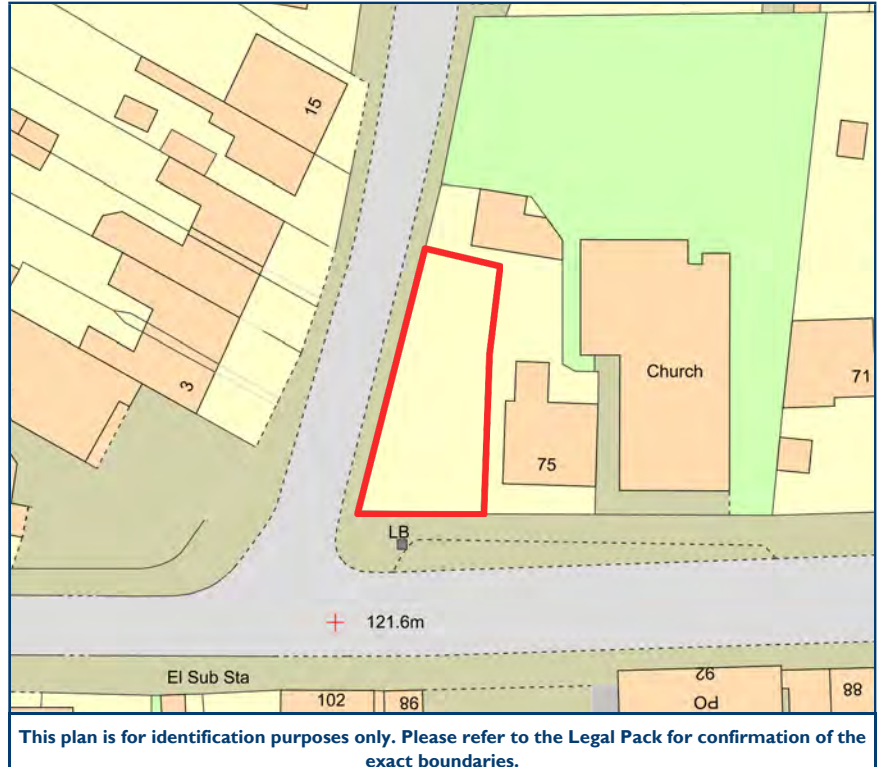 15
3
Church
71
75
LB
121.6m
El Sub Sta
102
98
92
PO
88
This plan is for identification purposes only. Please refer to the Legal Pack for confirmation of the
exact boundaries.